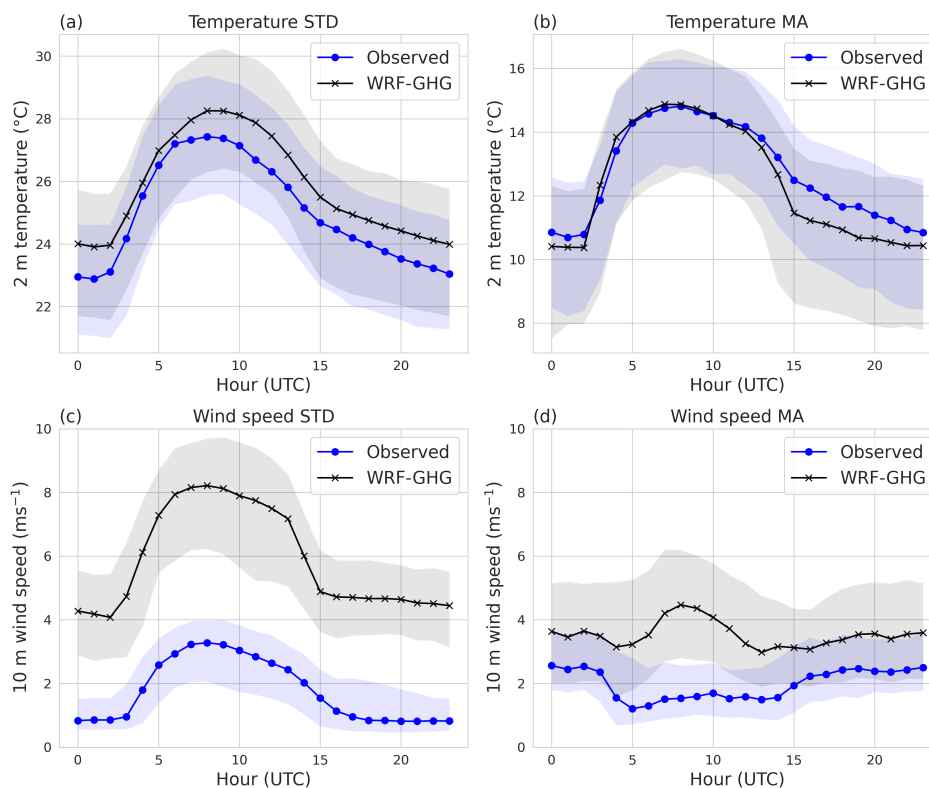 (a) Temperature STD
Observed
WRF-GHG
2 m temperature (°C)
30
28
26
24
22
0 5 10 15 20
Hour (UTC)
(b) Temperature MA
Observed
WRF-GHG
2 m temperature (°C)
16
14
12
10
8
0 5 10 15 20
Hour (UTC)
(c) Wind speed STD
Observed
WRF-GHG
10 m wind speed (ms⁻¹)
10
8
6
4
2
0
0 5 10 15 20
Hour (UTC)
(d) Wind speed MA
Observed
WRF-GHG
10 m wind speed (ms⁻¹)
10
8
6
4
2
0
0 5 10 15 20
Hour (UTC)